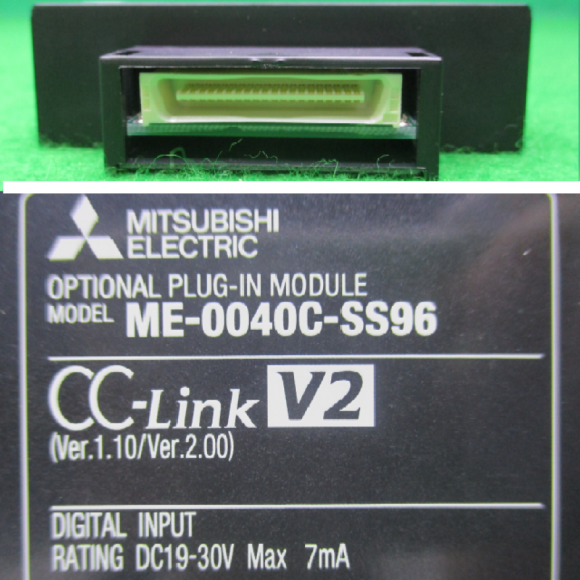 MITSUBISHI
ELECTRIC
OPTIONAL PLUG-IN MODULE
MODEL ME-0040C-SS96
CC-Link V2
(Ver.1.10/Ver.2.00)
DIGITAL INPUT
RATING DC19-30V Max 7mA